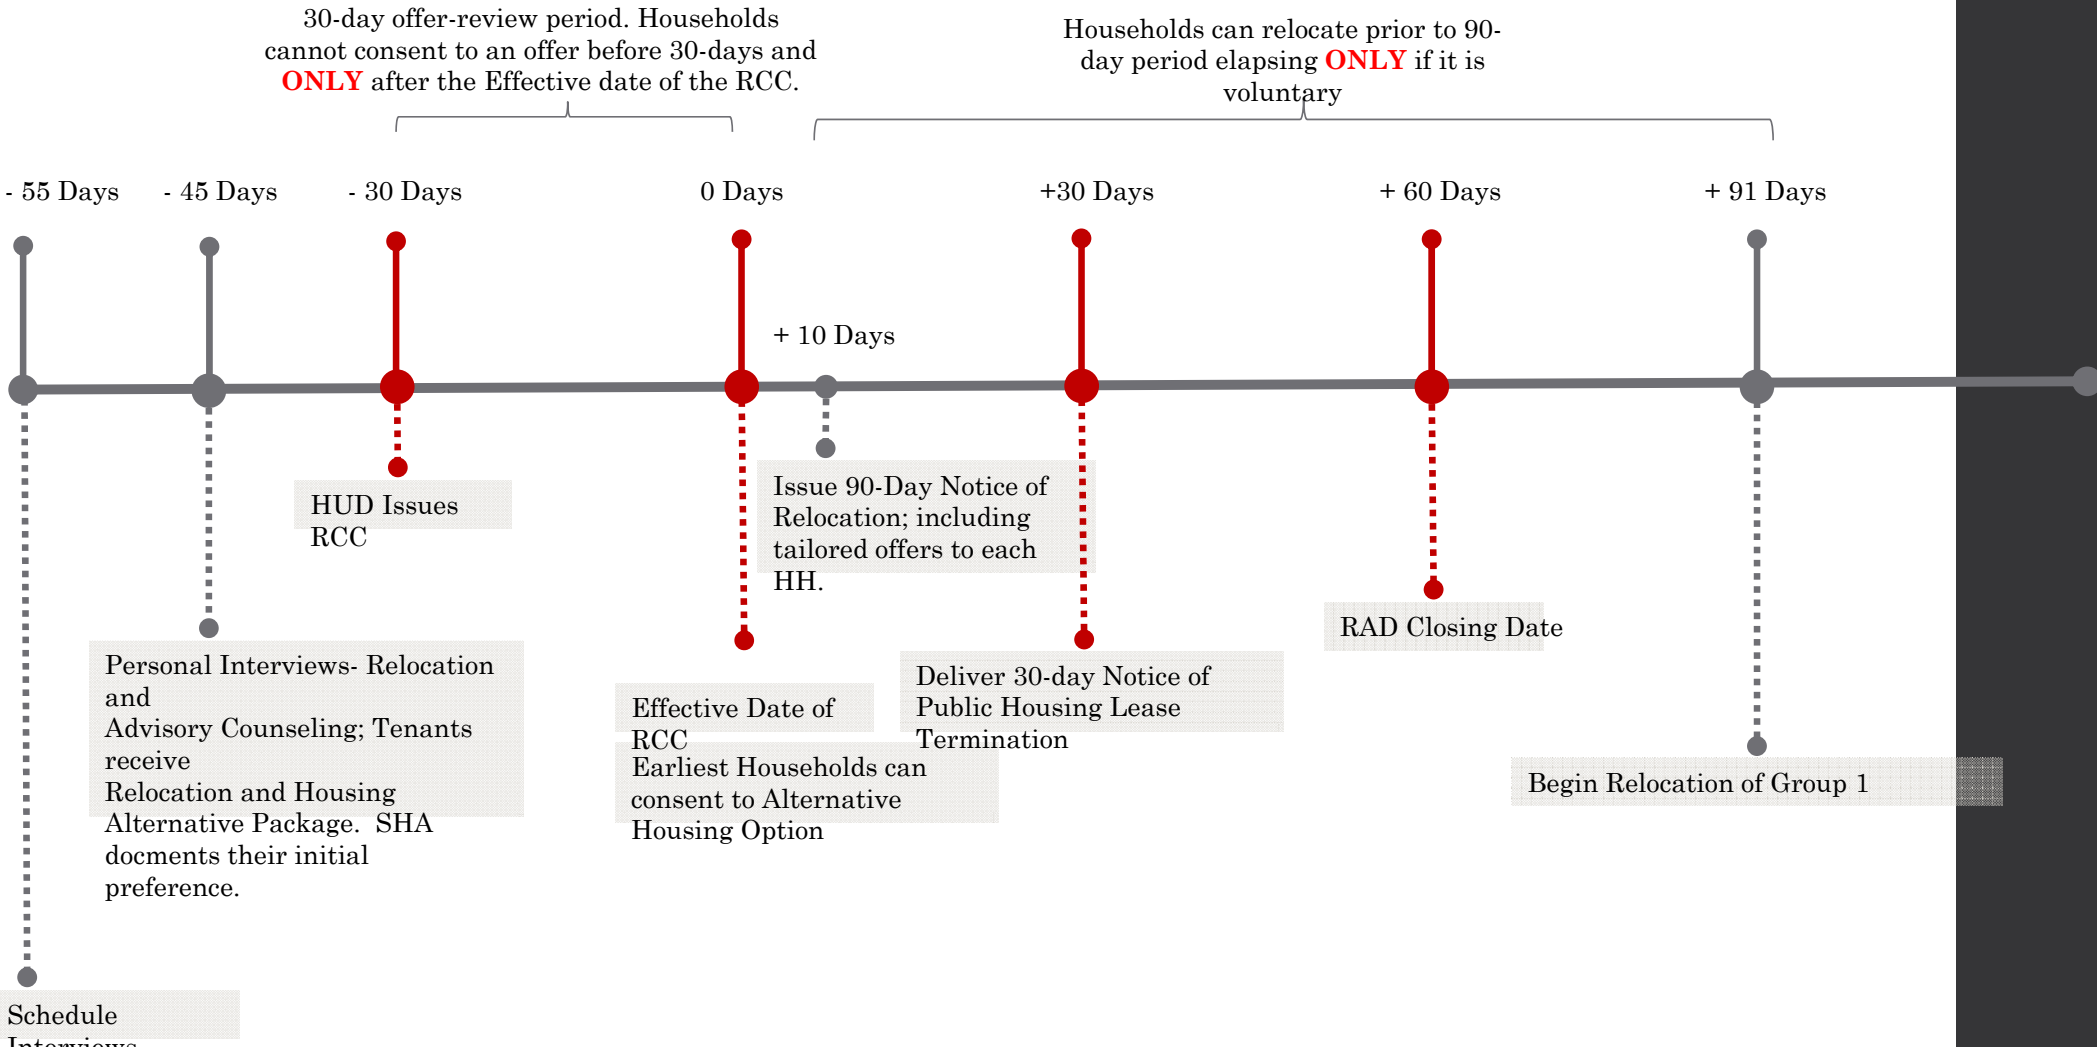 30-day offer-review period. Households
cannot consent to an offer before 30-days and
ONLY after the Effective date of the RCC.
Households can relocate prior to 90-
day period elapsing ONLY if it is
voluntary
- 55 Days
- 45 Days
- 30 Days
0 Days
+30 Days
+ 60 Days
+ 91 Days
+ 10 Days
HUD Issues
RCC
Issue 90-Day Notice of
Relocation; including
tailored offers to each
HH.
RAD Closing Date
Personal Interviews- Relocation
and
Advisory Counseling; Tenants
receive
Relocation and Housing
Alternative Package.  SHA
docments their initial
preference.
Effective Date of
RCC
Earliest Households can
consent to Alternative
Housing Option
Deliver 30-day Notice of
Public Housing Lease
Termination
Begin Relocation of Group 1
Schedule
Interviews